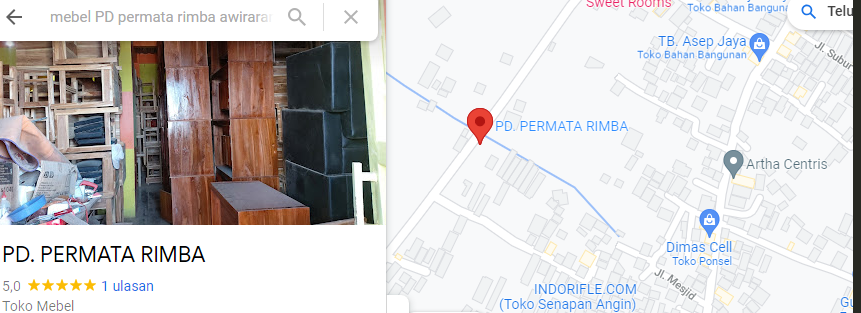 mebel PD permata rimba awirara
PD. PERMATA RIMBA
5,0
1 ulasan
Toko Mebel
Sweet Rooms
Toko Bahan Bangunan
Telu
TB. Asep Jaya
Toko Bahan Bangunan
Jl. Subur
PD. PERMATA RIMBA
Artha Centris
Dimas Cell
Toko Ponsel
Jl. Mesjid
INDORIFLE.COM
(Toko Senapan Angin)
Gu